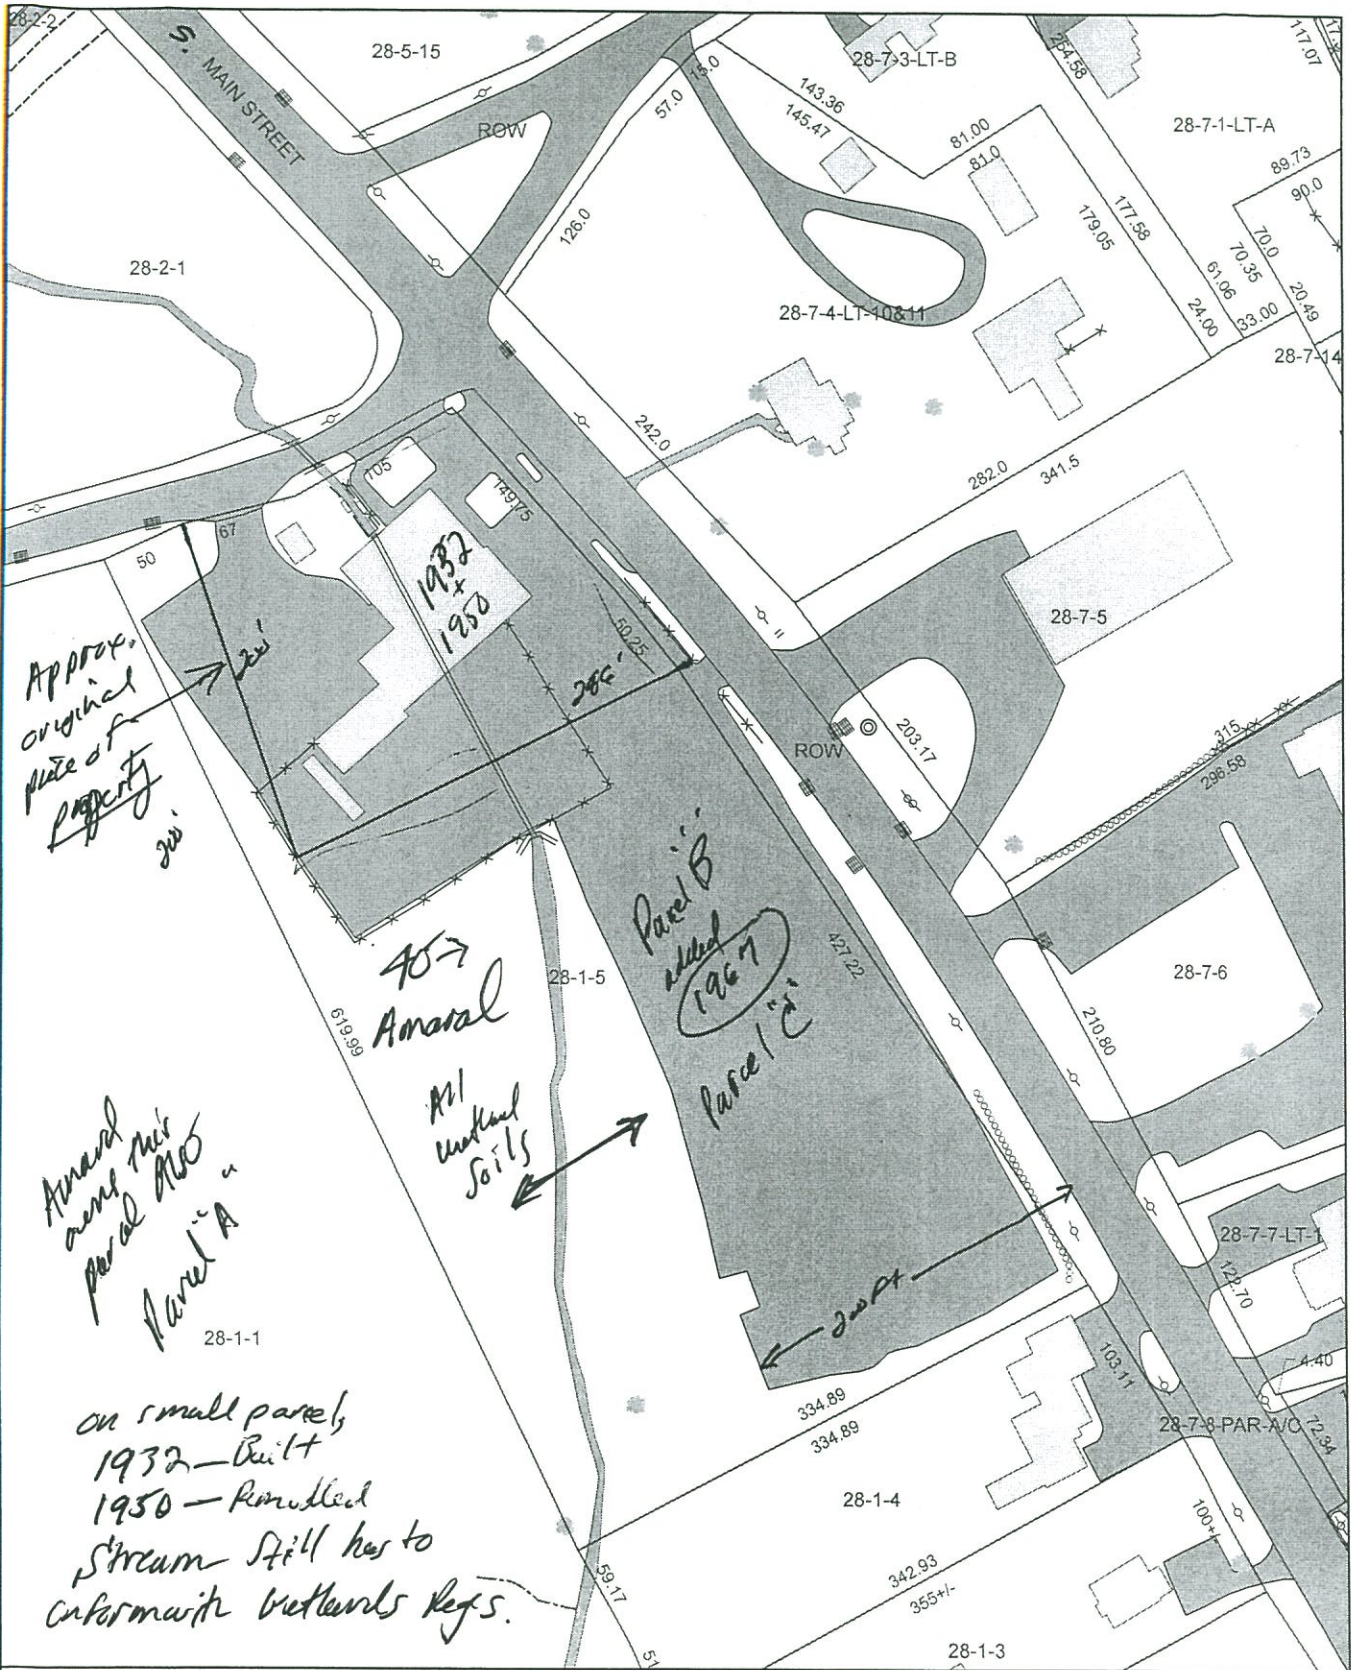 28-2-2
S. MAIN STREET
28-5-15
ROW
57.0
15.0
143.36
145.47
28-7-3-LT-B
254.58
117.07
28-7-1-LT-A
81.00
81.0
89.73
90.0
126.0
179.05
177.58
70.0
70.35
61.06
20.49
24.00
33.00
28-2-1
28-7-4-LT-10&11
28-7-14
242.0
282.0
341.5
105
149.75
67
50
1932
+
1950
50.25
28-7-5
Approx.
original
piece of
property
200'
200'
286'
ROW
203.17
315
296.58
Parcel "B"
added
1967
Parcel "C"
427.22
28-7-6
40→
Amaral
28-1-5
619.99
210.80
All
wetland
Soils
Amaral
owns this
parcel Also
Parcel "A"
28-1-1
200 Ft
28-7-7-LT-1
122.70
4.40
103.11
28-7-8-PAR-A/C
72.34
334.89
334.89
on small parcel,
1932 — Built
1950 — Remodled
Stream Still has to
conform with wetlands Regs.
28-1-4
100+/-
342.93
355+/-
59.17
51
28-1-3